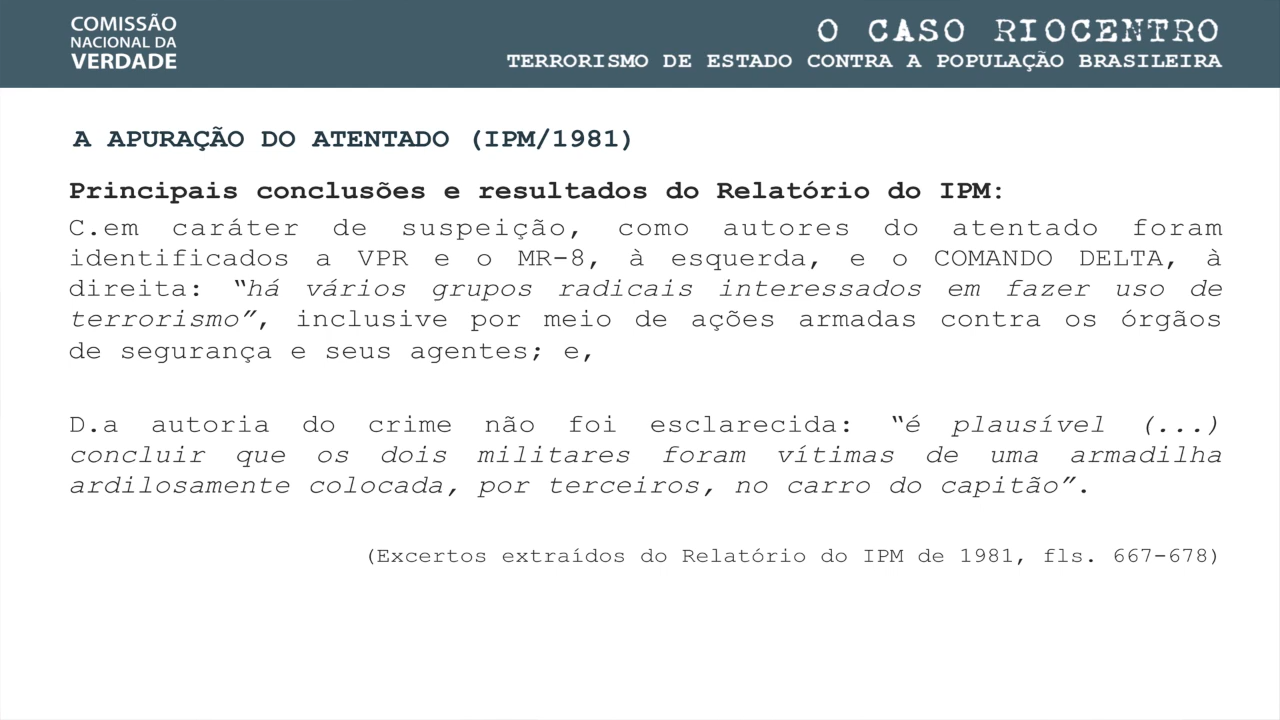 COMISSÃO
NACIONAL DA
VERDADE
O CASO RIOCENTRO
TERRORISMO DE ESTADO CONTRA A POPULAÇÃO BRASILEIRA
A APURAÇÃO DO ATENTADO (IPM/1981)
Principais conclusões e resultados do Relatório do IPM:
C.em caráter de suspeição, como autores do atentado foram
identificados a VPR e o MR-8, à esquerda, e o COMANDO DELTA, à
direita: “há vários grupos radicais interessados em fazer uso de
terrorismo”, inclusive por meio de ações armadas contra os órgãos
de segurança e seus agentes; e,
D.a autoria do crime não foi esclarecida: “é plausível (...)
concluir que os dois militares foram vítimas de uma armadilha
ardilosamente colocada, por terceiros, no carro do capitão”.
(Excertos extraídos do Relatório do IPM de 1981, fls. 667-678)